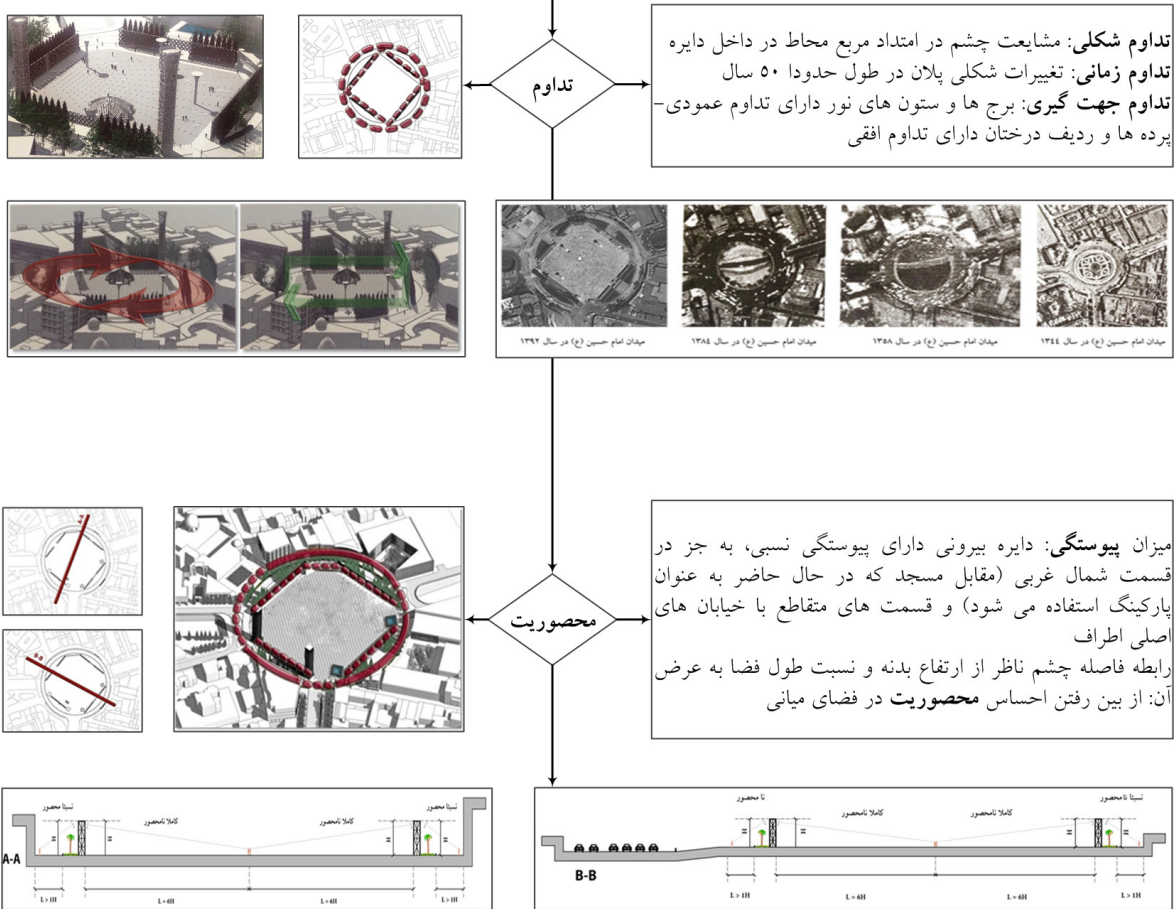 تداوم
تداوم شکلی: مشایعت چشم در امتداد مربع محاط در داخل دایره
تداوم زمانی: تغییرات شکلی پلان در طول حدودا ۵۰ سال
تداوم جهت گیری: برج ها و ستون های نور دارای تداوم عمودی-
پرده ها و ردیف درختان دارای تداوم افقی
میدان امام حسین (ع) در سال ۱۳۴۴
میدان امام حسین (ع) در سال ۱۳۵۸
میدان امام حسین (ع) در سال ۱۳۸۴
میدان امام حسین (ع) در سال ۱۳۹۲
محصوریت
میزان پیوستگی: دایره بیرونی دارای پیوستگی نسبی، به جز در
قسمت شمال غربی (مقابل مسجد که در حال حاضر به عنوان
پارکینگ استفاده می شود) و قسمت های متقاطع با خیابان های
اصلی اطراف
رابطه فاصله چشم ناظر از ارتفاع بدنه و نسبت طول فضا به عرض
آن: از بین رفتن احساس محصوریت در فضای میانی
A-A
B-B
نسبتا نامحصور
کاملا نامحصور
کاملا نامحصور
نا محصور
H
H
B-B
L > 1H
L = 6H
L = 6H
L > 1H
نسبتا محصور
کاملا نامحصور
کاملا نامحصور
نسبتا محصور
H
H
A-A
L > 1H
L = 6H
L = 6H
L > 1H